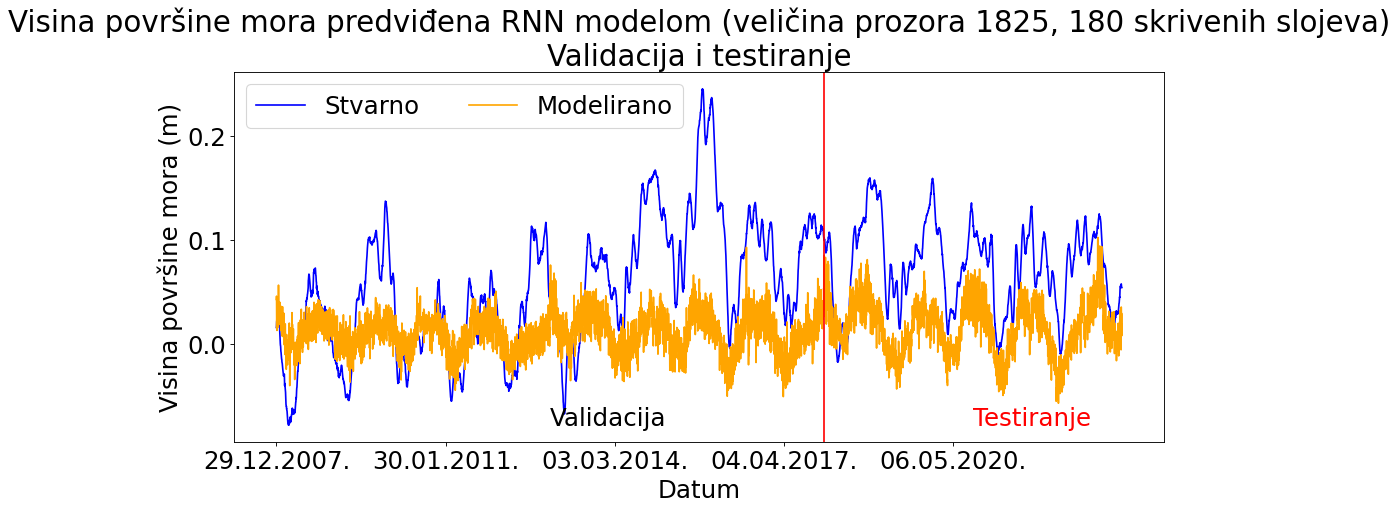 Visina površine mora predviđena RNN modelom (veličina prozora 1825, 180 skrivenih slojeva)
Validacija i testiranje
Stvarno
Modelirano
Visina površine mora (m)
0.2
0.1
0.0
Validacija
Testiranje
29.12.2007.
30.01.2011.
03.03.2014.
04.04.2017.
06.05.2020.
Datum